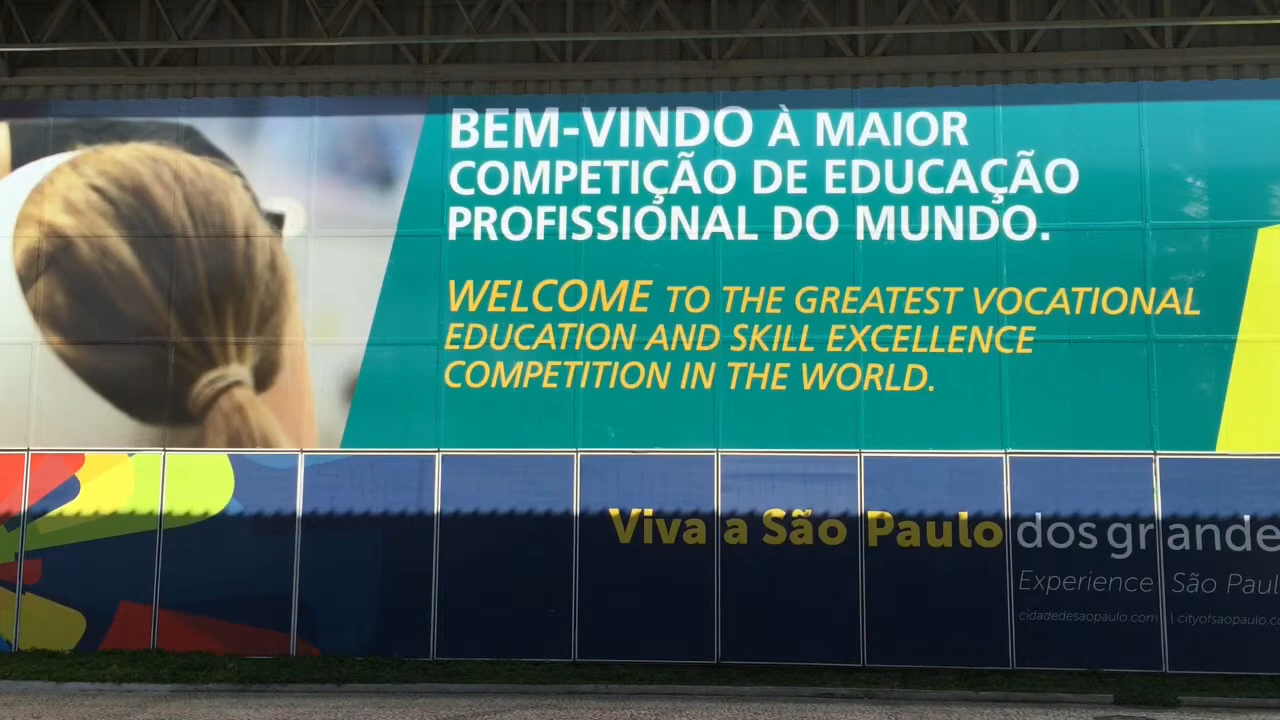 BEM-VINDO À MAIOR
COMPETIÇÃO DE EDUCAÇÃO
PROFISSIONAL DO MUNDO.
WELCOME TO THE GREATEST VOCATIONAL
EDUCATION AND SKILL EXCELLENCE
COMPETITION IN THE WORLD.
Viva a São Paulo dos grande
Experience São Paul
cidadedesaopaulo.com | cityofsaopaulo.co